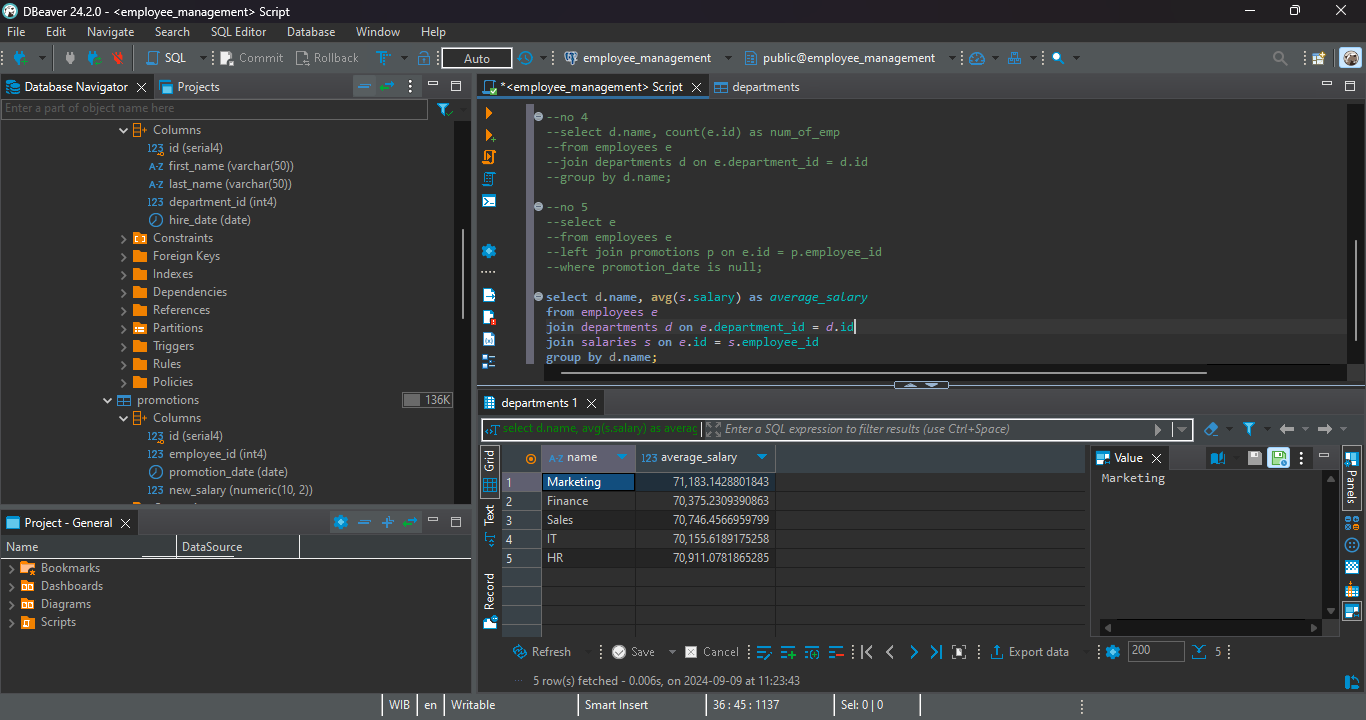 DBeaver 24.2.0 - <employee_management> Script
File Edit Navigate Search SQL Editor Database Window Help
SQL Commit Rollback Auto employee_management public@employee_management
Database Navigator Projects
Enter a part of object name here
Columns
id (serial4)
A-Z first_name (varchar(50))
A-Z last_name (varchar(50))
123 department_id (int4)
hire_date (date)
Constraints
Foreign Keys
Indexes
Dependencies
References
Partitions
Triggers
Rules
Policies
promotions 136K
Columns
123 id (serial4)
123 employee_id (int4)
promotion_date (date)
123 new_salary (numeric(10, 2))
Project - General
Name DataSource
Bookmarks
Dashboards
Diagrams
Scripts
*<employee_management> Script departments
--no 4
--select d.name, count(e.id) as num_of_emp
--from employees e
--join departments d on e.department_id = d.id
--group by d.name;
--no 5
--select e
--from employees e
--left join promotions p on e.id = p.employee_id
--where promotion_date is null;
select d.name, avg(s.salary) as average_salary
from employees e
join departments d on e.department_id = d.id
join salaries s on e.id = s.employee_id
group by d.name;
departments 1
select d.name, avg(s.salary) as averag Enter a SQL expression to filter results (use Ctrl+Space)
Grid
Text
Record
A-Z name 123 average_salary
1 Marketing 71,183.1428801843
2 Finance 70,375.2309390863
3 Sales 70,746.4566959799
4 IT 70,155.6189175258
5 HR 70,911.0781865285
Value
Marketing
Panels
Refresh Save Cancel Export data 200 5
5 row(s) fetched - 0.006s, on 2024-09-09 at 11:23:43
WIB en Writable Smart Insert 36 : 45 : 1137 Sel: 0 | 0